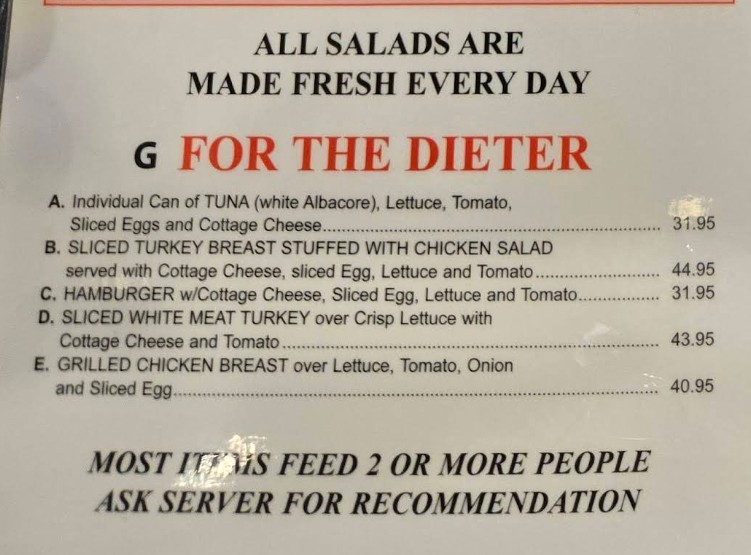 ALL SALADS ARE
MADE FRESH EVERY DAY
G FOR THE DIETER
A. Individual Can of TUNA (white Albacore), Lettuce, Tomato,
Sliced Eggs and Cottage Cheese.......................................................................... 31.95
B. SLICED TURKEY BREAST STUFFED WITH CHICKEN SALAD
served with Cottage Cheese, sliced Egg, Lettuce and Tomato.......................... 44.95
C. HAMBURGER w/Cottage Cheese, Sliced Egg, Lettuce and Tomato................. 31.95
D. SLICED WHITE MEAT TURKEY over Crisp Lettuce with
Cottage Cheese and Tomato................................................................................ 43.95
E. GRILLED CHICKEN BREAST over Lettuce, Tomato, Onion
and Sliced Egg...................................................................................................... 40.95
MOST ITEMS FEED 2 OR MORE PEOPLE
ASK SERVER FOR RECOMMENDATION